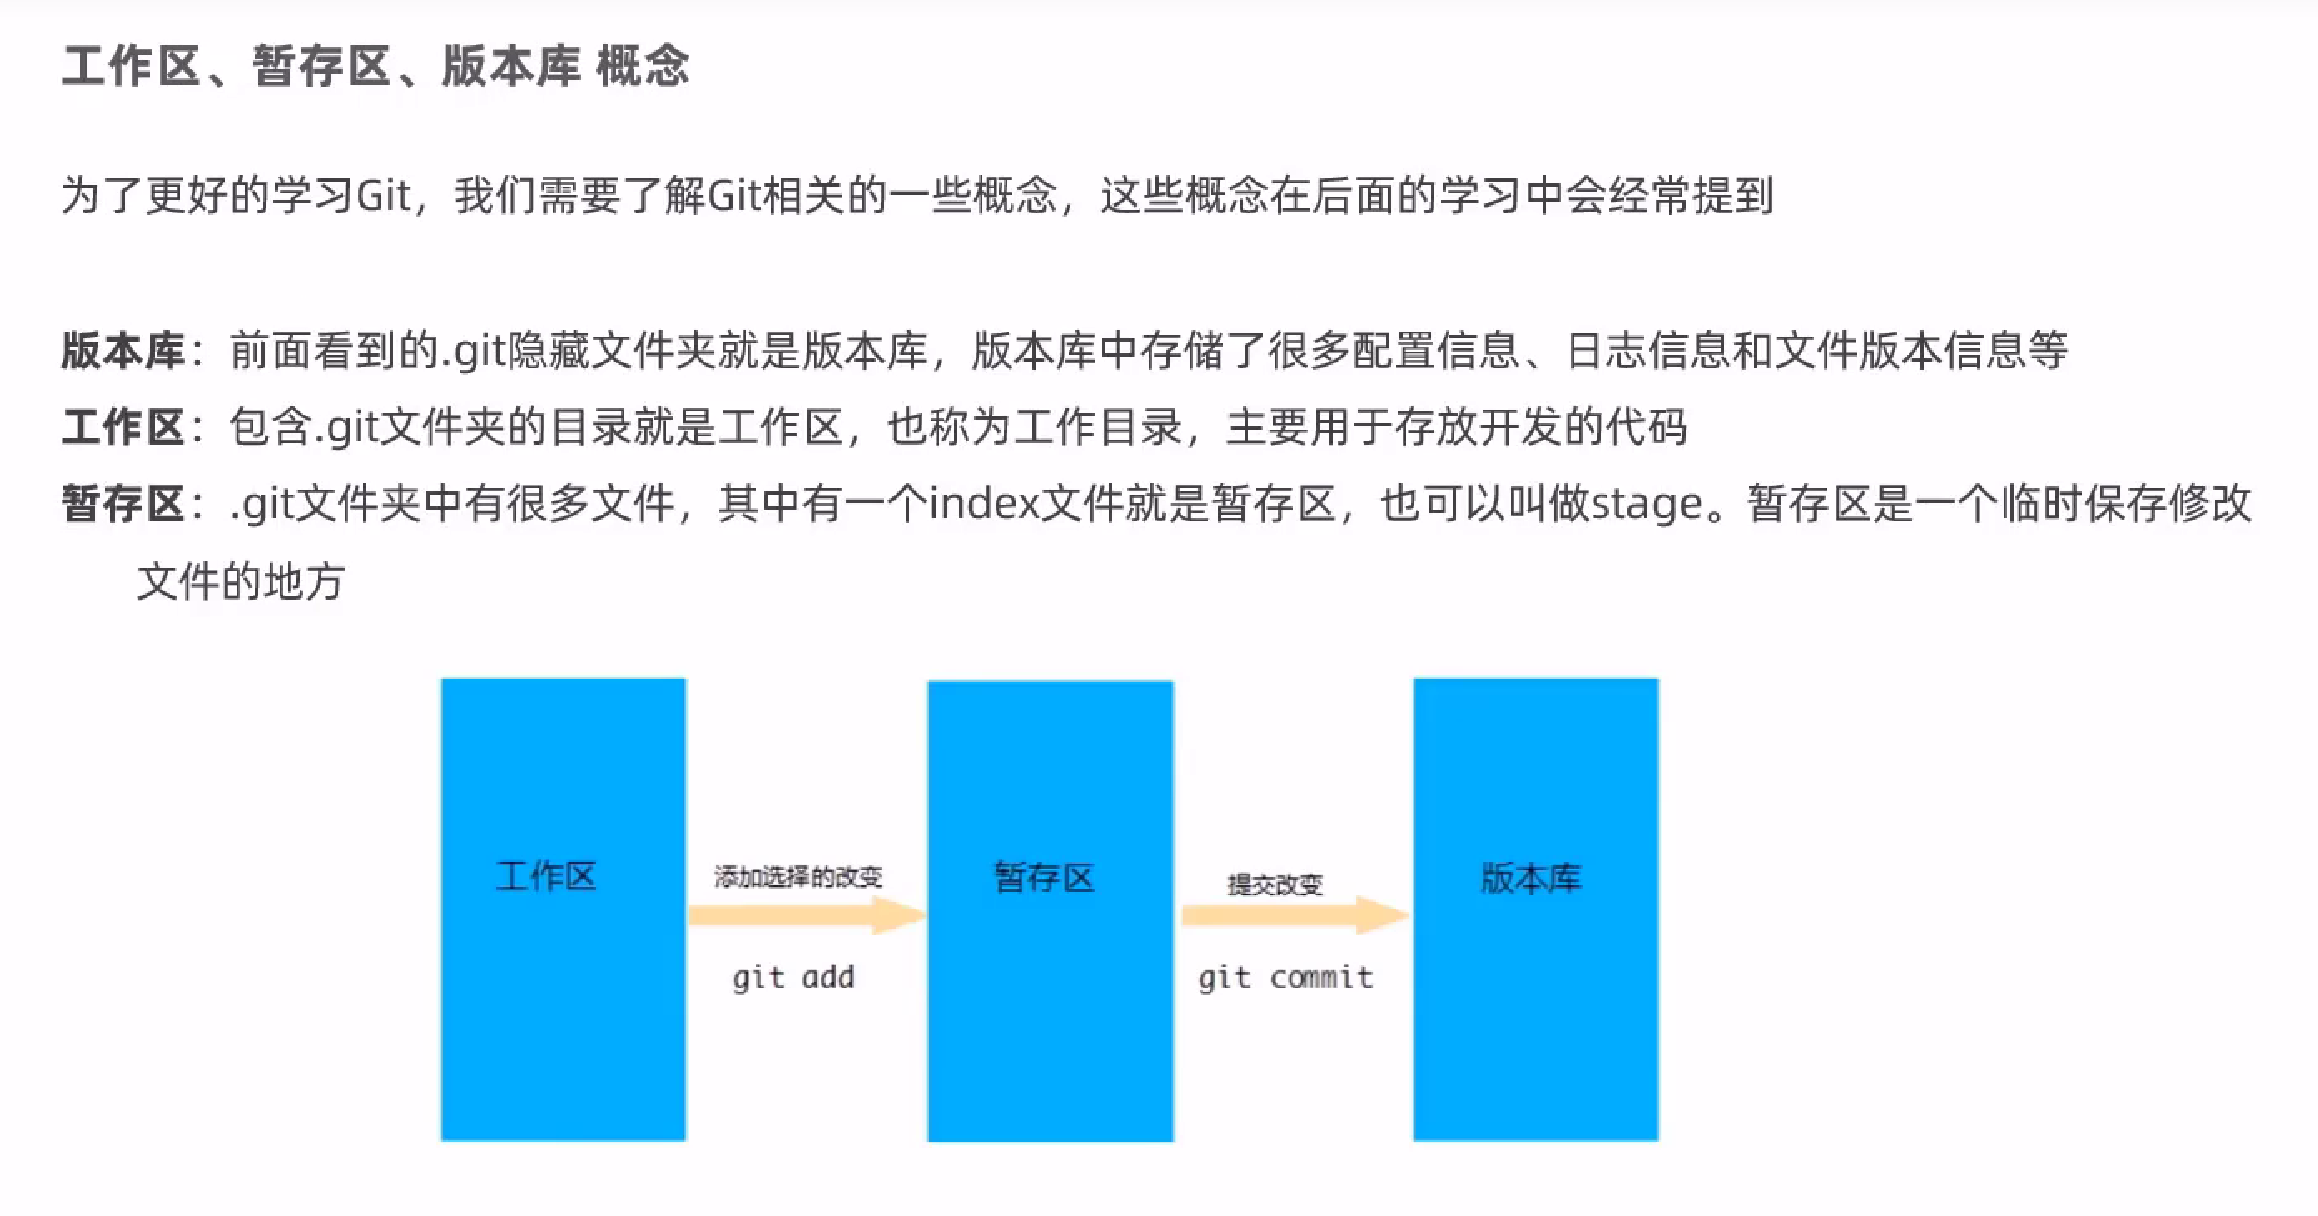 工作区、暂存区、版本库 概念
为了更好的学习Git，我们需要了解Git相关的一些概念，这些概念在后面的学习中会经常提到
版本库：前面看到的.git隐藏文件夹就是版本库，版本库中存储了很多配置信息、日志信息和文件版本信息等
工作区：包含.git文件夹的目录就是工作区，也称为工作目录，主要用于存放开发的代码
暂存区：.git文件夹中有很多文件，其中有一个index文件就是暂存区，也可以叫做stage。暂存区是一个临时保存修改
文件的地方
工作区
添加选择的改变
git add
暂存区
提交改变
git commit
版本库